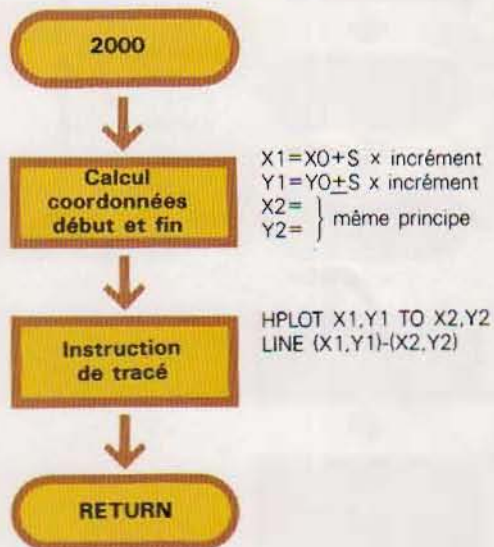 2000
Calcul
coordonnées
début et fin
X1=X0+S × incrément
Y1=Y0±S × incrément
X2=
Y2= } même principe
Instruction
de tracé
HPLOT X1,Y1 TO X2,Y2
LINE (X1,Y1)-(X2,Y2)
RETURN